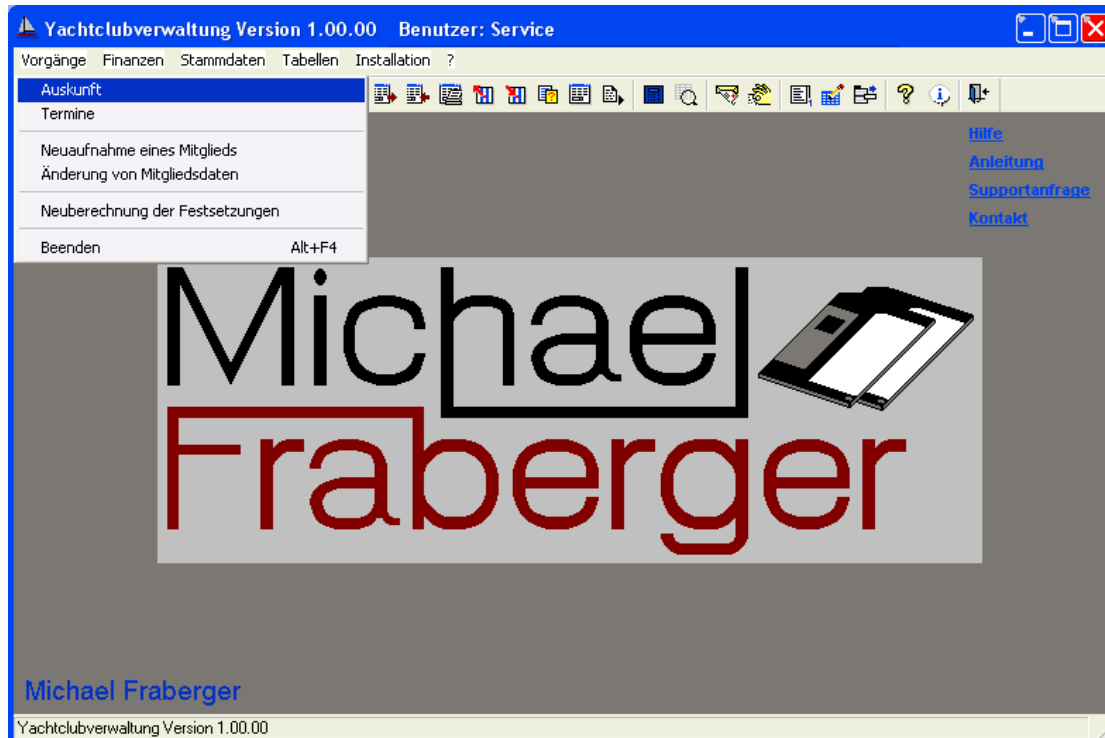 Yachtclubverwaltung Version 1.00.00 Benutzer: Service
Vorgänge Finanzen Stammdaten Tabellen Installation ?
Auskunft
Termine
Neuaufnahme eines Mitglieds
Änderung von Mitgliedsdaten
Neuberechnung der Festsetzungen
Beenden Alt+F4
Hilfe
Anleitung
Supportanfrage
Kontakt
Michael
Fraberger
Michael Fraberger
Yachtclubverwaltung Version 1.00.00